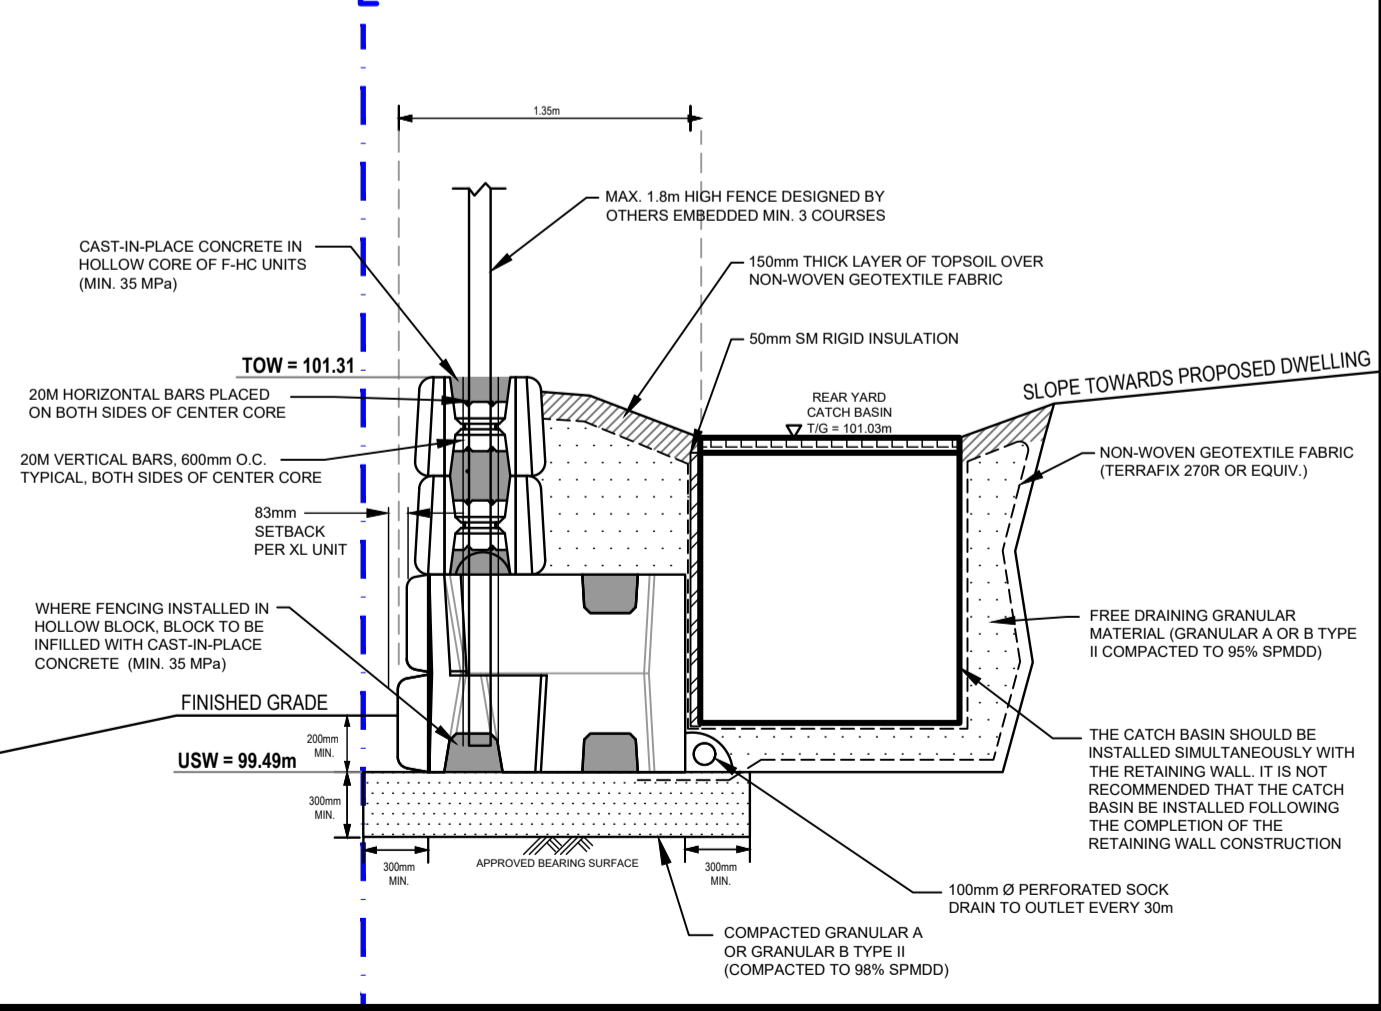 1.35m
MAX. 1.8m HIGH FENCE DESIGNED BY
OTHERS EMBEDDED MIN. 3 COURSES
CAST-IN-PLACE CONCRETE IN
HOLLOW CORE OF F-HC UNITS
(MIN. 35 MPa)
150mm THICK LAYER OF TOPSOIL OVER
NON-WOVEN GEOTEXTILE FABRIC
50mm SM RIGID INSULATION
TOW = 101.31
SLOPE TOWARDS PROPOSED DWELLING
20M HORIZONTAL BARS PLACED
ON BOTH SIDES OF CENTER CORE
REAR YARD
CATCH BASIN
T/G = 101.03m
20M VERTICAL BARS, 600mm O.C.
TYPICAL, BOTH SIDES OF CENTER CORE
NON-WOVEN GEOTEXTILE FABRIC
(TERRAFIX 270R OR EQUIV.)
83mm
SETBACK
PER XL UNIT
WHERE FENCING INSTALLED IN
HOLLOW BLOCK, BLOCK TO BE
INFILLED WITH CAST-IN-PLACE
CONCRETE (MIN. 35 MPa)
FREE DRAINING GRANULAR
MATERIAL (GRANULAR A OR B TYPE
II COMPACTED TO 95% SPMDD)
FINISHED GRADE
200mm
MIN.
USW = 99.49m
300mm
MIN.
THE CATCH BASIN SHOULD BE
INSTALLED SIMULTANEOUSLY WITH
THE RETAINING WALL. IT IS NOT
RECOMMENDED THAT THE CATCH
BASIN BE INSTALLED FOLLOWING
THE COMPLETION OF THE
RETAINING WALL CONSTRUCTION
300mm
MIN.
APPROVED BEARING SURFACE
300mm
MIN.
100mm Ø PERFORATED SOCK
DRAIN TO OUTLET EVERY 30m
COMPACTED GRANULAR A
OR GRANULAR B TYPE II
(COMPACTED TO 98% SPMDD)